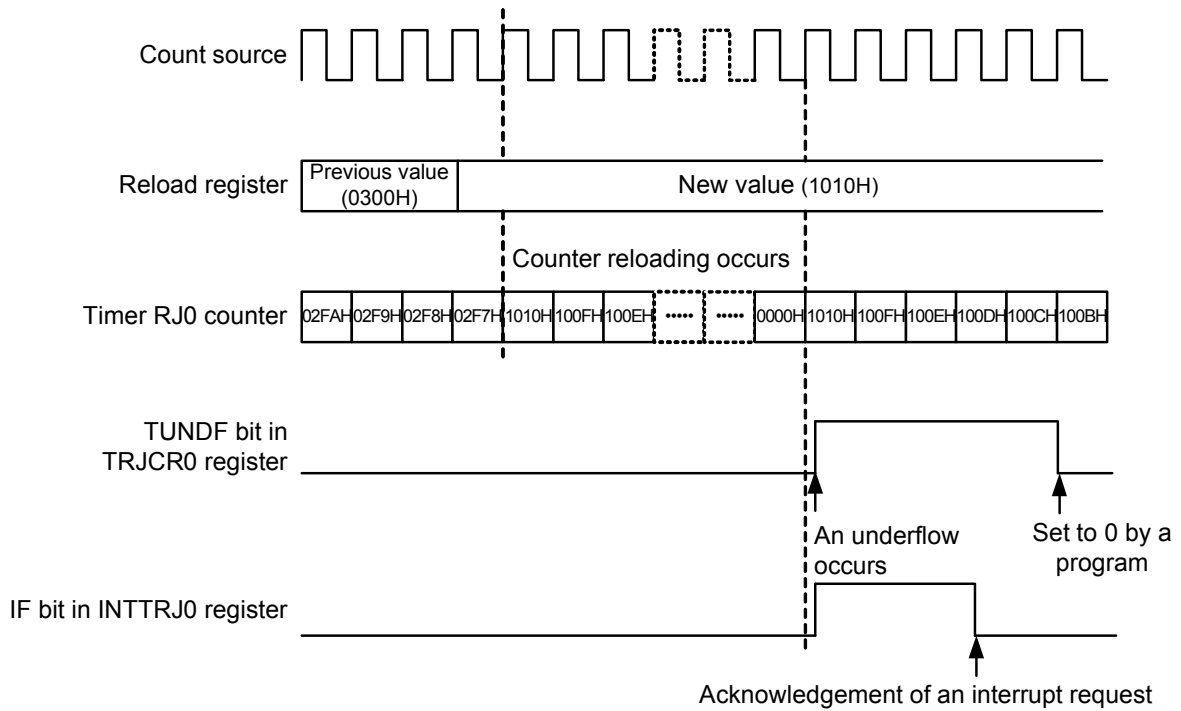 Count source
Reload register
Previous value
(0300H)
New value (1010H)
Counter reloading occurs
Timer RJ0 counter
02FAH 02F9H 02F8H 02F7H 1010H 100FH 100EH ..... ..... 0000H 1010H 100FH 100EH 100DH 100CH 100BH
TUNDF bit in
TRJCR0 register
An underflow
occurs
Set to 0 by a
program
IF bit in INTTRJ0 register
Acknowledgement of an interrupt request